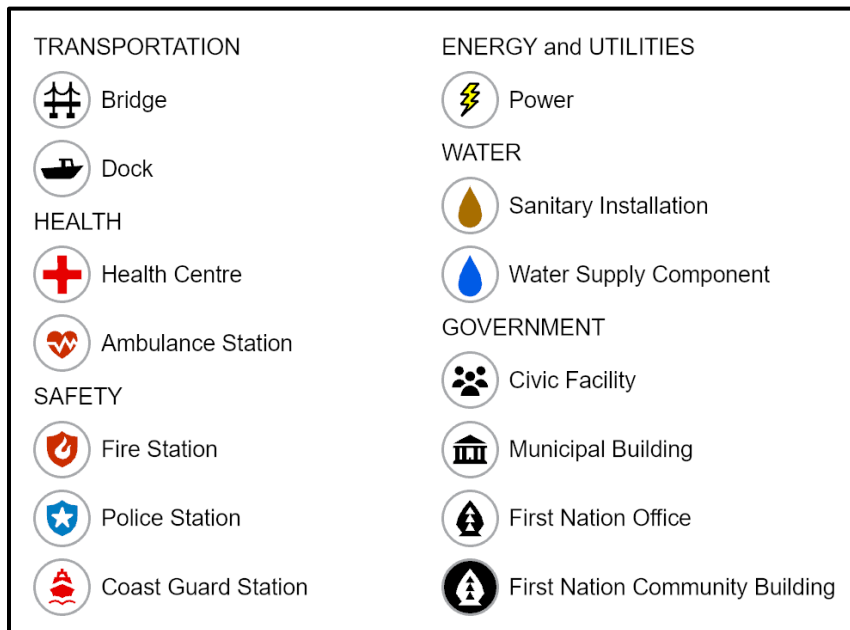 TRANSPORTATION
Bridge
Dock
HEALTH
Health Centre
Ambulance Station
SAFETY
Fire Station
Police Station
Coast Guard Station
ENERGY and UTILITIES
Power
WATER
Sanitary Installation
Water Supply Component
GOVERNMENT
Civic Facility
Municipal Building
First Nation Office
First Nation Community Building